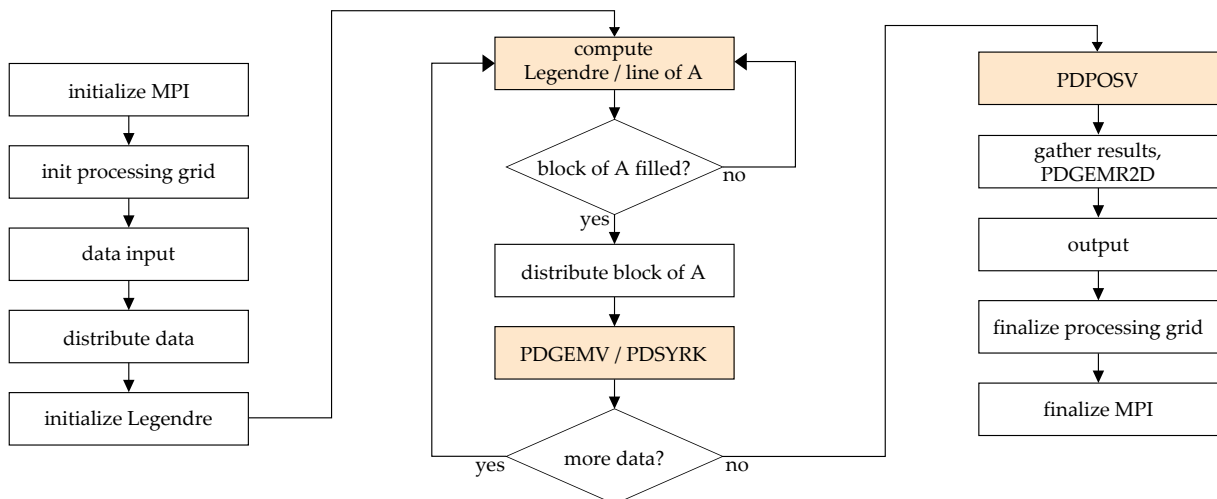 initialize MPI
init processing grid
data input
distribute data
initialize Legendre
compute
Legendre / line of A
block of A filled?
no
yes
distribute block of A
PDGEMV / PDSYRK
more data?
yes
no
PDPOSV
gather results,
PDGEMR2D
output
finalize processing grid
finalize MPI